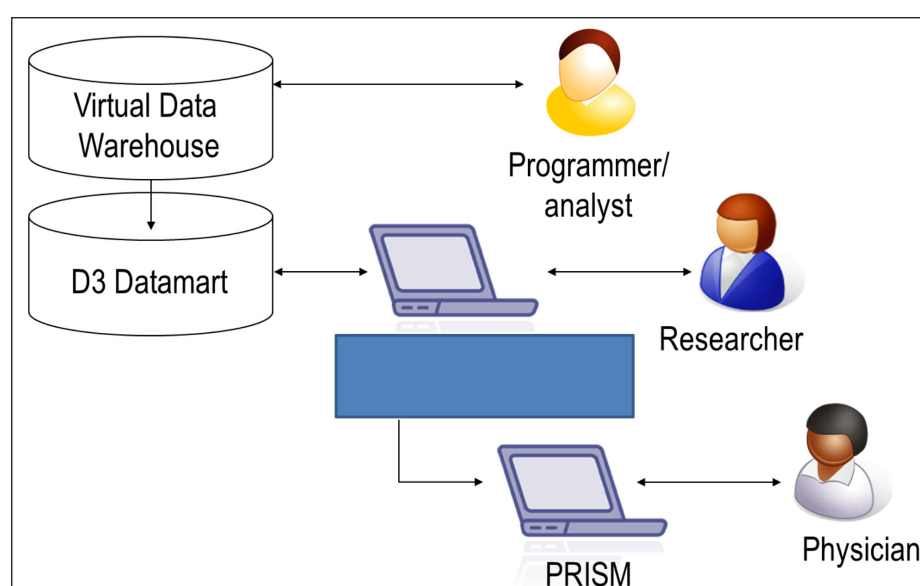 Virtual Data
Warehouse
Programmer/
analyst
D3 Datamart
Researcher
Physician
PRISM